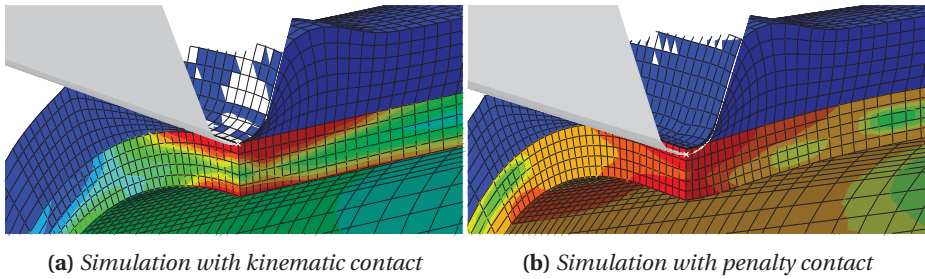 (a) Simulation with kinematic contact
(b) Simulation with penalty contact